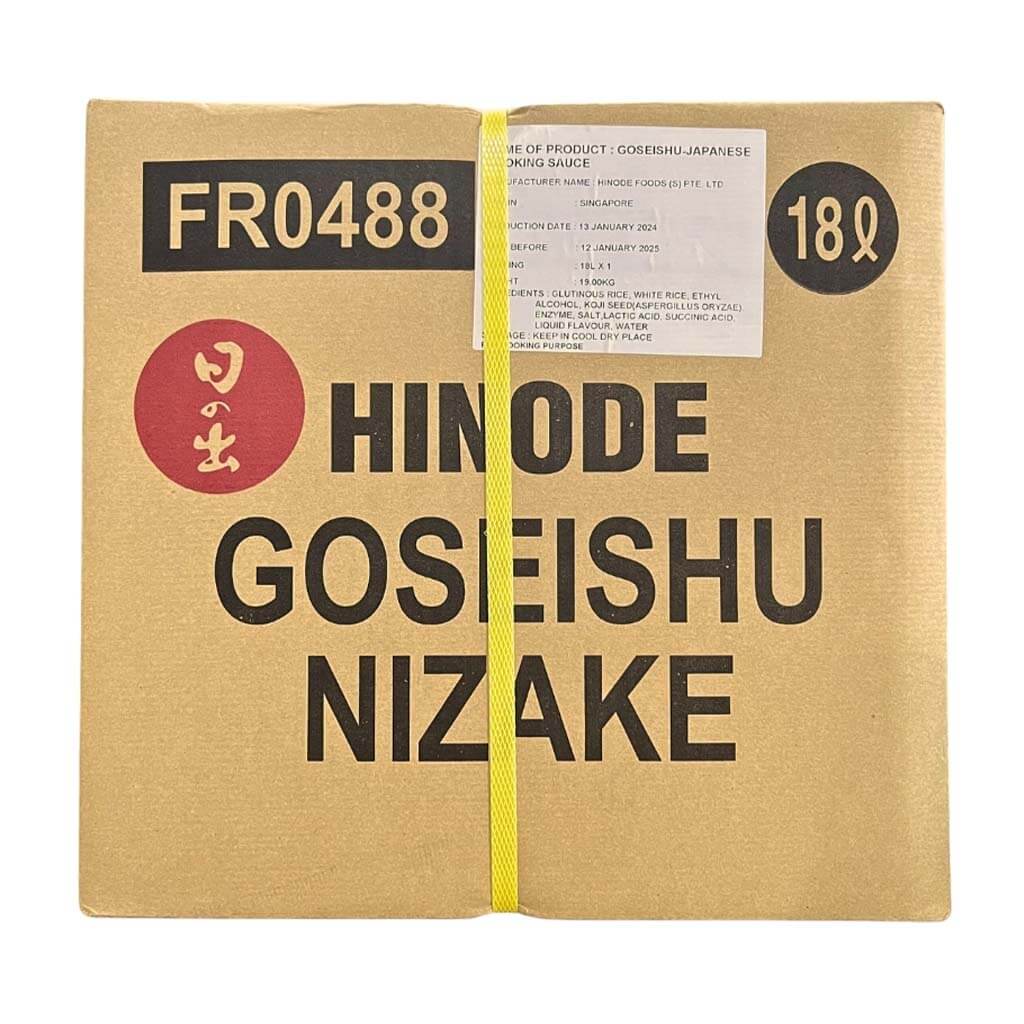 FR0488
ME OF PRODUCT : GOSEISHU-JAPANESE
OKING SAUCE
UFACTURER NAME : HINODE FOODS (S) PTE. LTD
IN : SINGAPORE
UCTION DATE : 13 JANUARY 2024
BEFORE : 12 JANUARY 2025
ING : 18L X 1
HT : 19.00KG
EDIENTS : GLUTINOUS RICE, WHITE RICE, ETHYL
ALCOHOL, KOJI SEED(ASPERGILLUS ORYZAE),
ENZYME, SALT,LACTIC ACID, SUCCINIC ACID,
LIQUID FLAVOUR, WATER
AGE : KEEP IN COOL DRY PLACE
OOKING PURPOSE
18ℓ
日の出
HINODE
GOSEISHU
NIZAKE